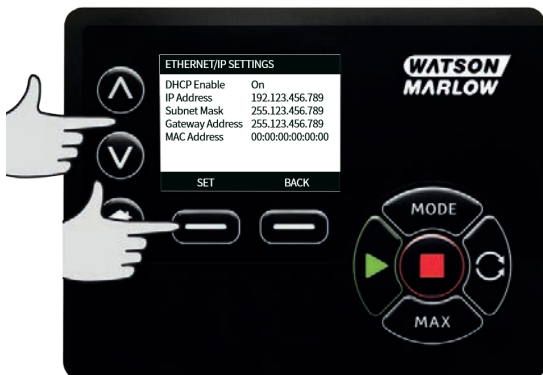 ETHERNET/IP SETTINGS
DHCP Enable On
IP Address 192.123.456.789
Subnet Mask 255.123.456.789
Gateway Address 255.123.456.789
MAC Address 00:00:00:00:00:00
SET BACK
WATSON
MARLOW
MODE
MAX